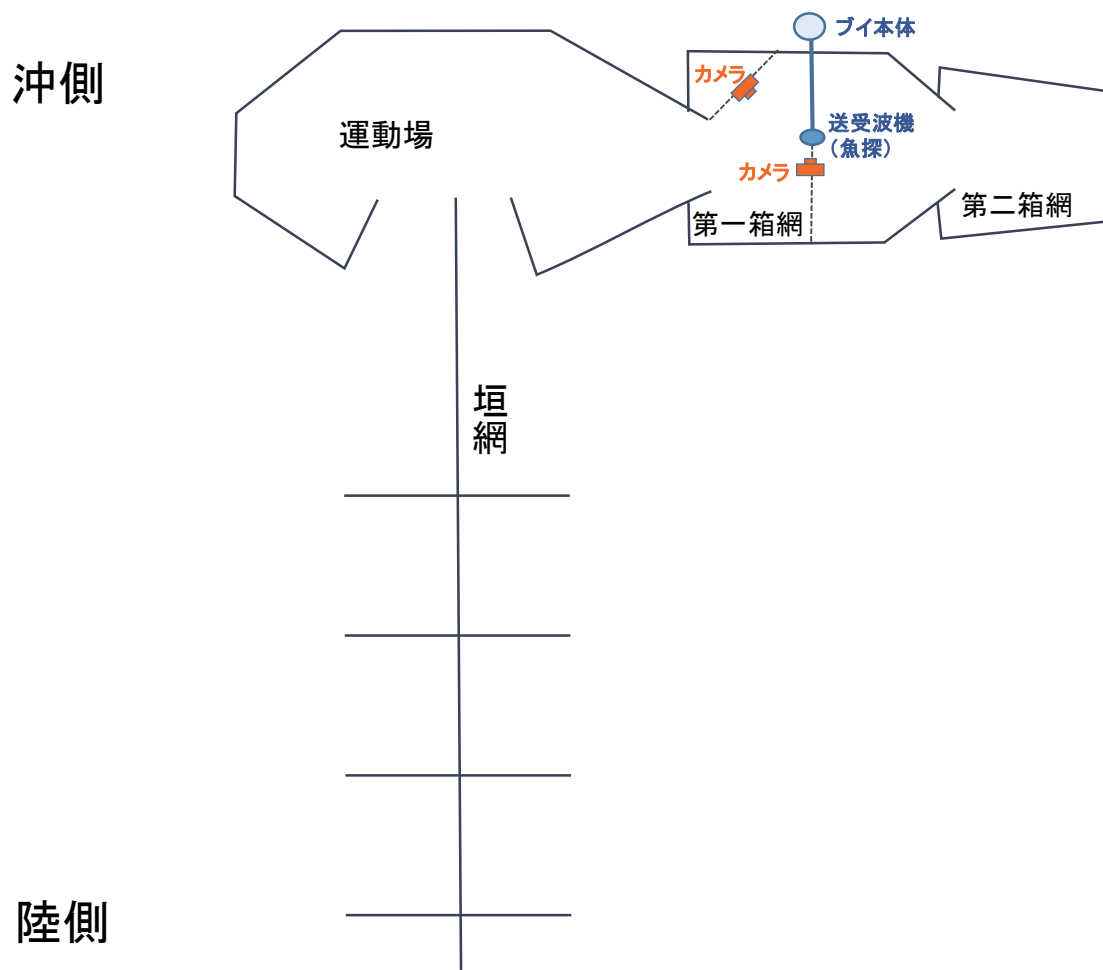 沖側
ブイ本体
カメラ
運動場
送受波機
（魚探）
カメラ
第一箱網
第二箱網
垣網
陸側